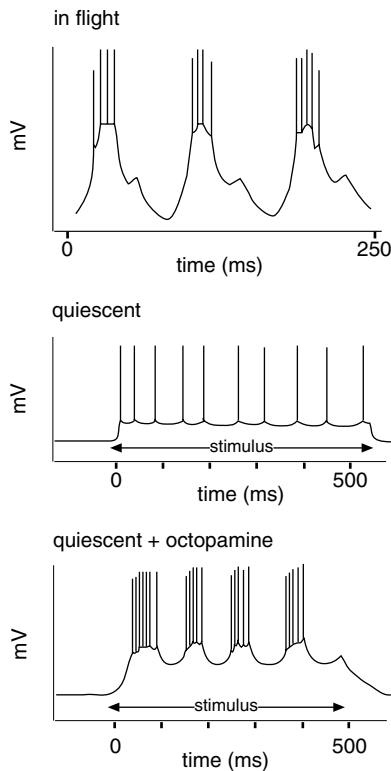 in flight
mV
0 250
time (ms)
quiescent
mV
stimulus
0 500
time (ms)
quiescent + octopamine
mV
stimulus
0 500
time (ms)